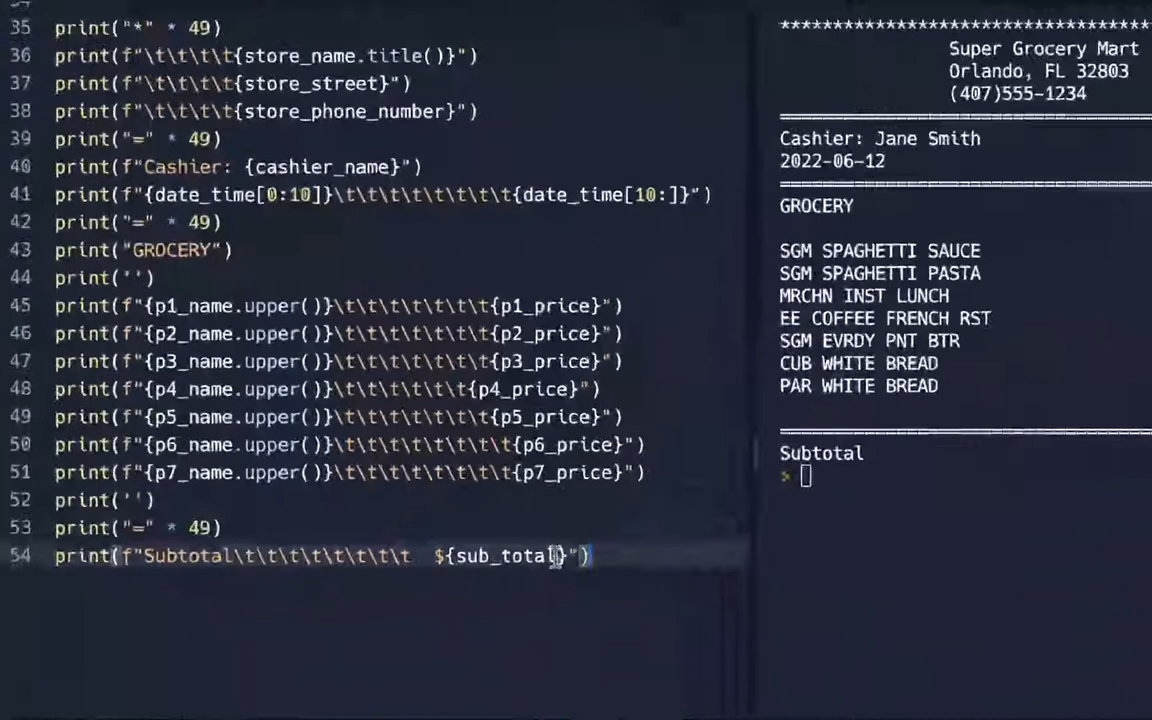 35 print("*" * 49)
36 print(f"\t\t\t\t{store_name.title()}")
37 print(f"\t\t\t\t{store_street}")
38 print(f"\t\t\t\t{store_phone_number}")
39 print("=" * 49)
40 print(f"Cashier: {cashier_name}")
41 print(f"{date_time[0:10]}\t\t\t\t\t\t\t\t{date_time[10:]}")
42 print("=" * 49)
43 print("GROCERY")
44 print('')
45 print(f"{p1_name.upper()}\t\t\t\t\t\t\t{p1_price}")
46 print(f"{p2_name.upper()}\t\t\t\t\t\t\t{p2_price}")
47 print(f"{p3_name.upper()}\t\t\t\t\t\t\t{p3_price}")
48 print(f"{p4_name.upper()}\t\t\t\t\t\t{p4_price}")
49 print(f"{p5_name.upper()}\t\t\t\t\t\t\t{p5_price}")
50 print(f"{p6_name.upper()}\t\t\t\t\t\t\t\t{p6_price}")
51 print(f"{p7_name.upper()}\t\t\t\t\t\t\t\t{p7_price}")
52 print('')
53 print("=" * 49)
54 print(f"Subtotal\t\t\t\t\t\t\t\t  ${sub_total}")
***********************************
Super Grocery Mart
Orlando, FL 32803
(407)555-1234
===================================
Cashier: Jane Smith
2022-06-12
===================================
GROCERY
SGM SPAGHETTI SAUCE
SGM SPAGHETTI PASTA
MRCHN INST LUNCH
EE COFFEE FRENCH RST
SGM EVRDY PNT BTR
CUB WHITE BREAD
PAR WHITE BREAD
===================================
Subtotal
>